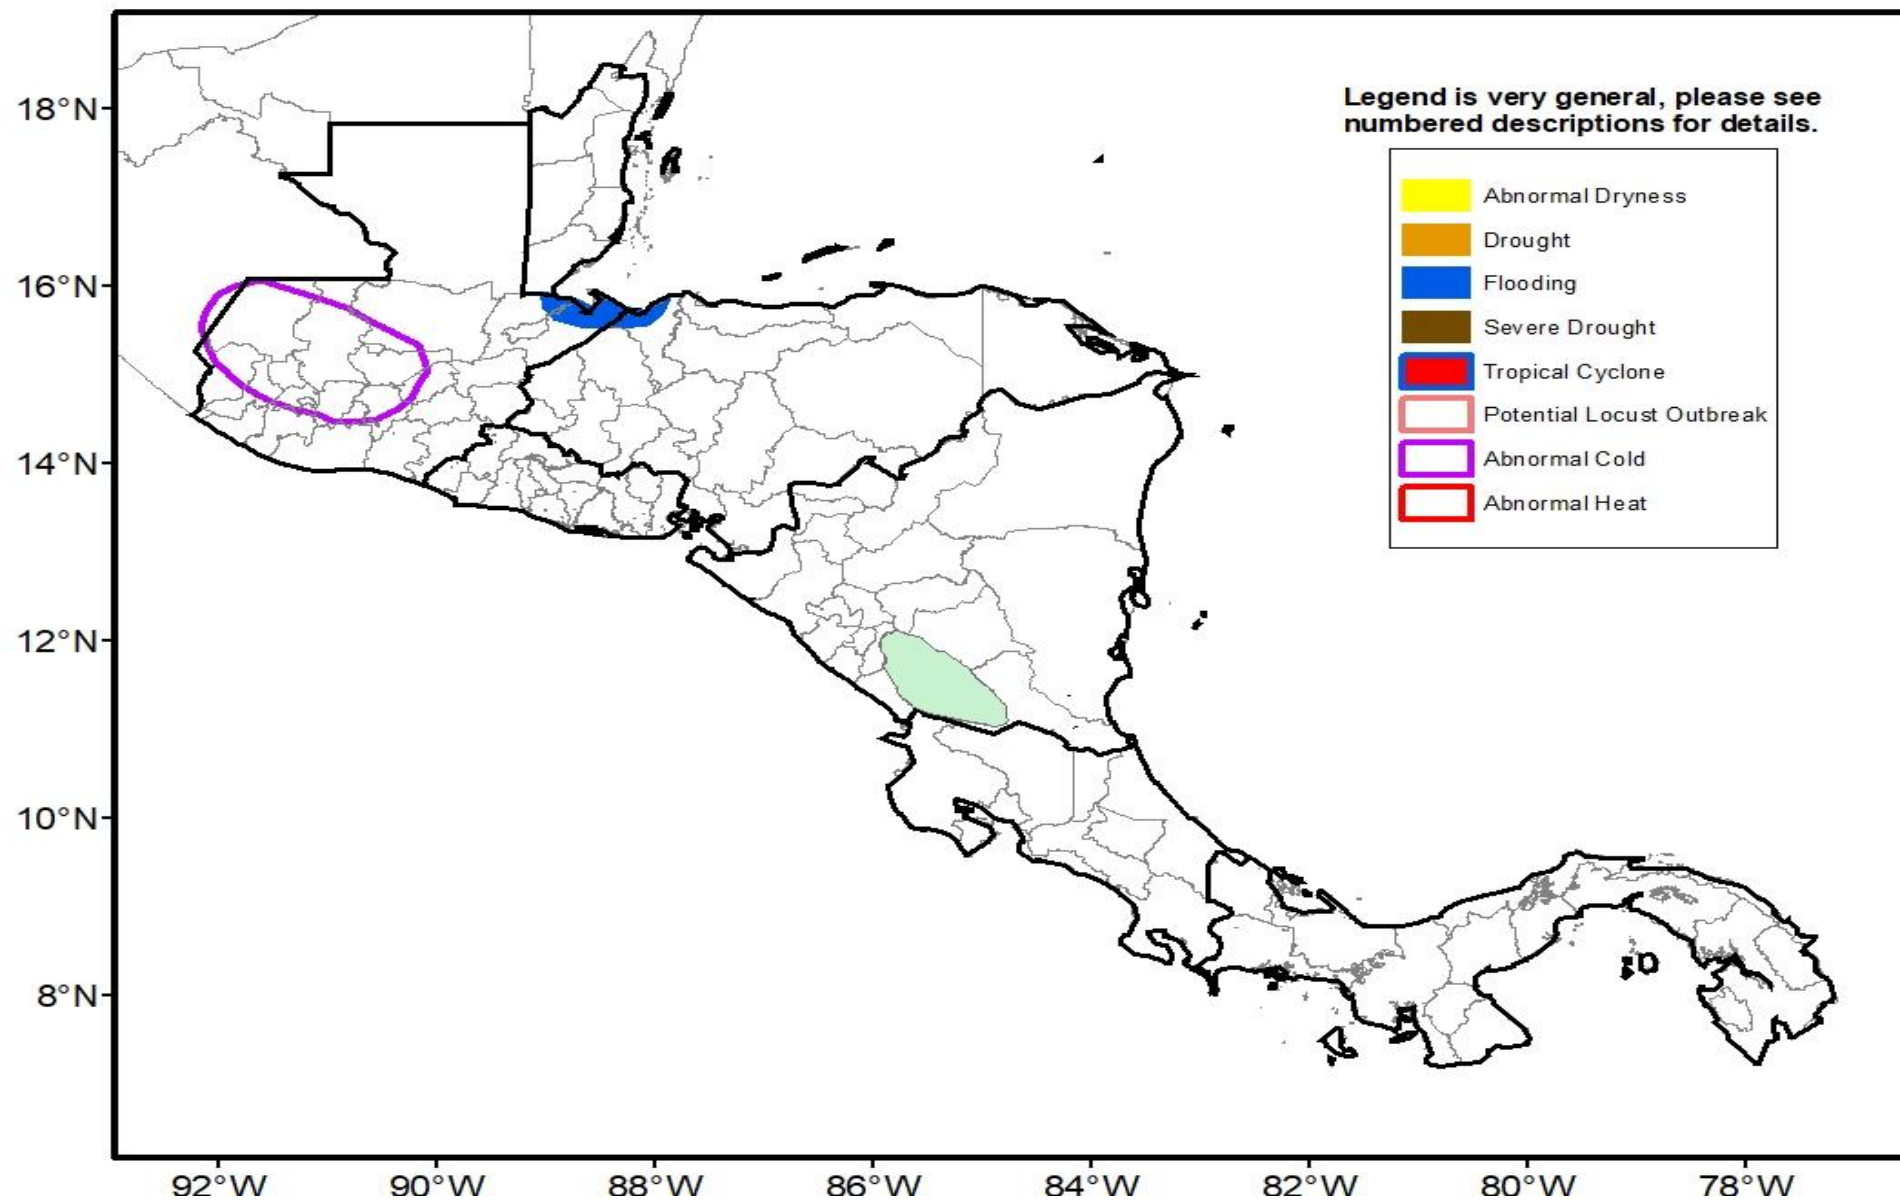 Legend is very general, please see
numbered descriptions for details.
Abnormal Dryness
Drought
Flooding
Severe Drought
Tropical Cyclone
Potential Locust Outbreak
Abnormal Cold
Abnormal Heat
18°N
16°N
14°N
12°N
10°N
8°N
92°W 90°W 88°W 86°W 84°W 82°W 80°W 78°W